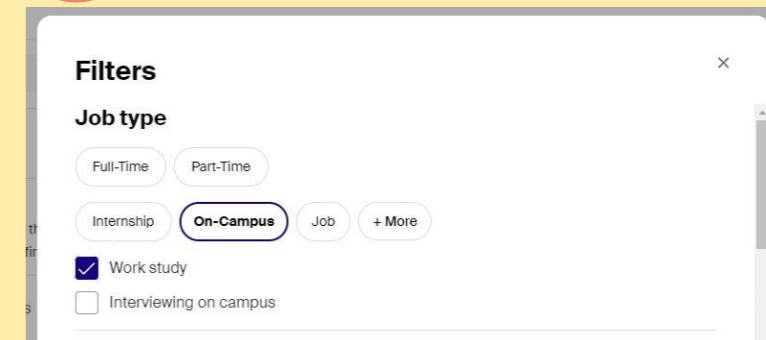 Filters
Job type
Full-Time Part-Time
Internship On-Campus Job + More
Work study
Interviewing on campus